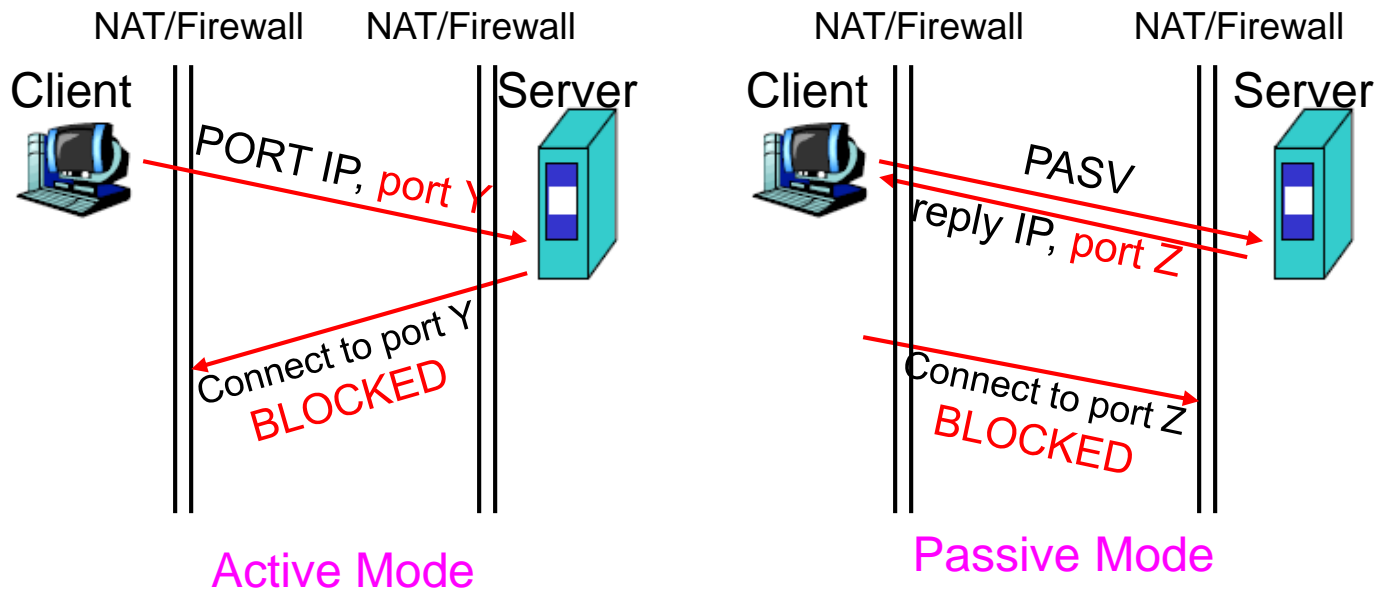 NAT/Firewall NAT/Firewall
Client
Server
PORT IP, port Y
Connect to port Y
BLOCKED
Active Mode
NAT/Firewall NAT/Firewall
Client
Server
PASV
reply IP, port Z
Connect to port Z
BLOCKED
Passive Mode